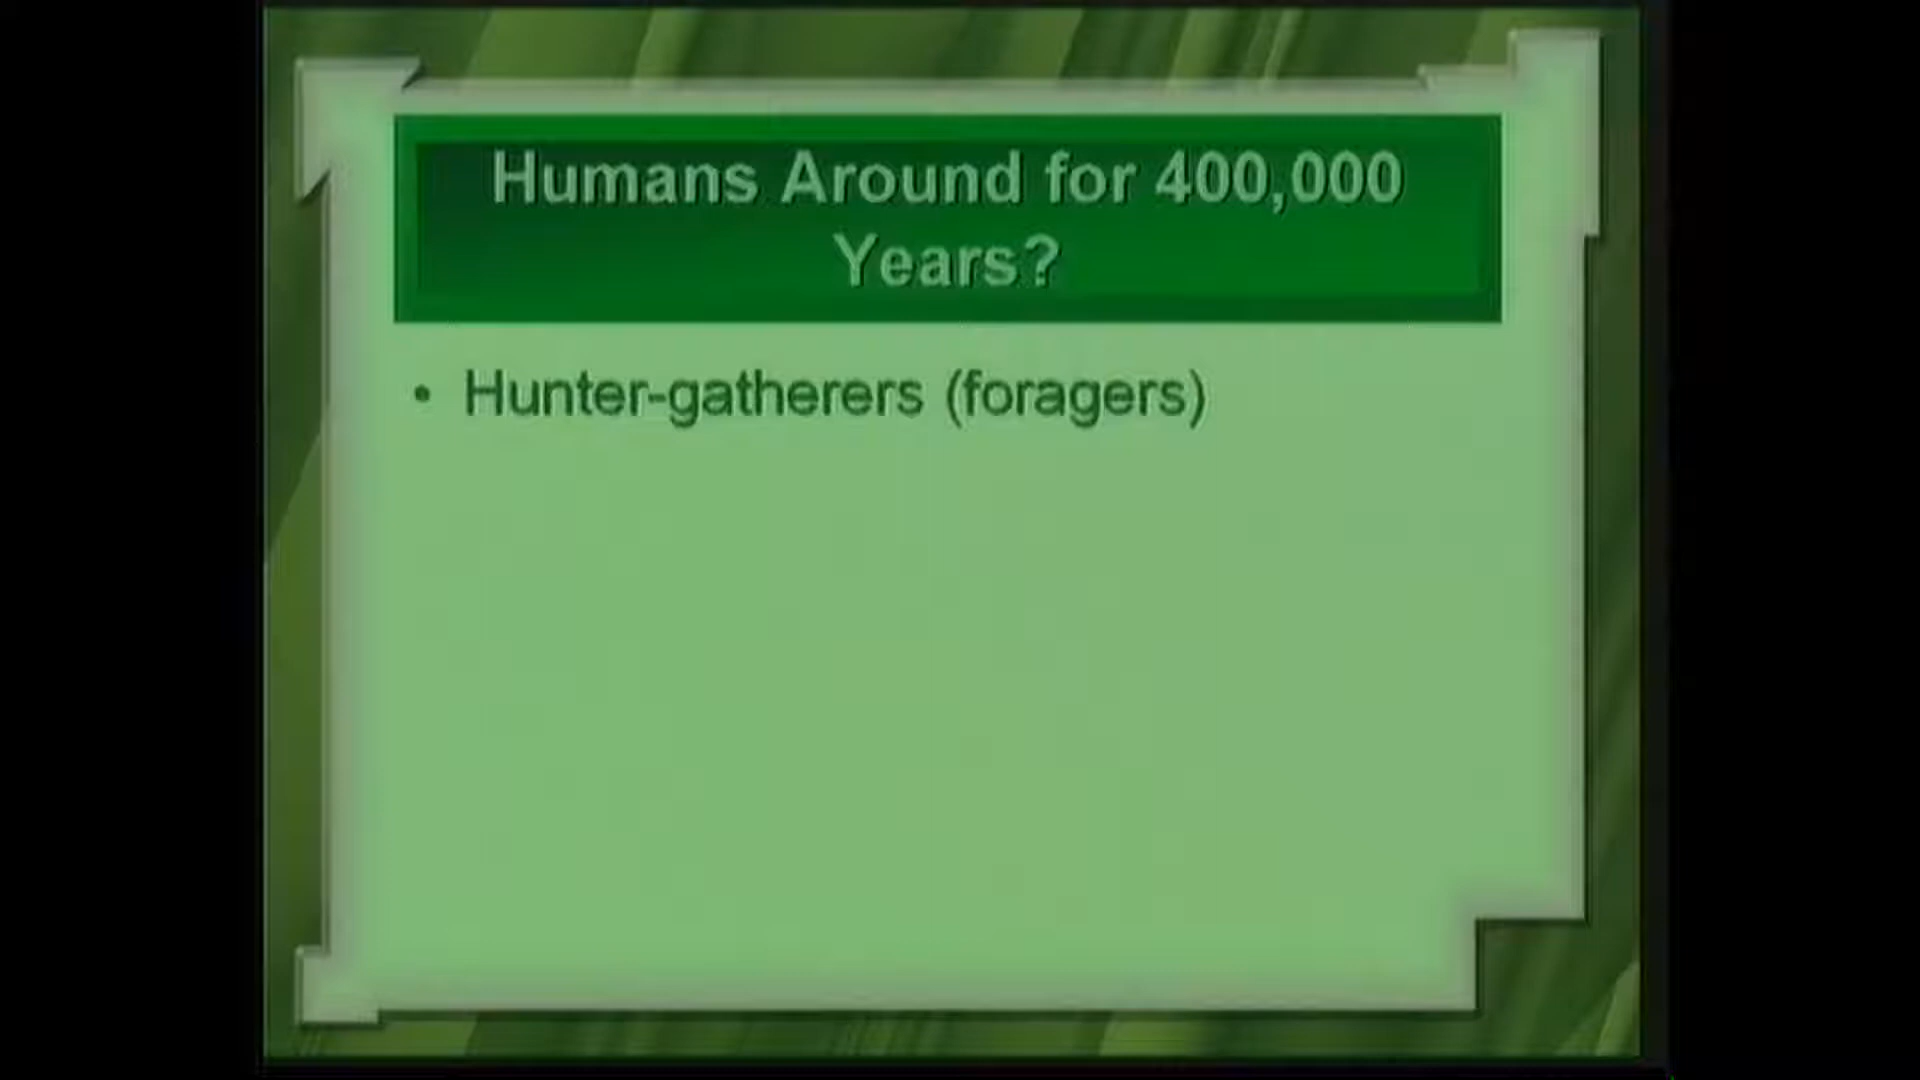 Humans Around for 400,000
Years?
• Hunter-gatherers (foragers)